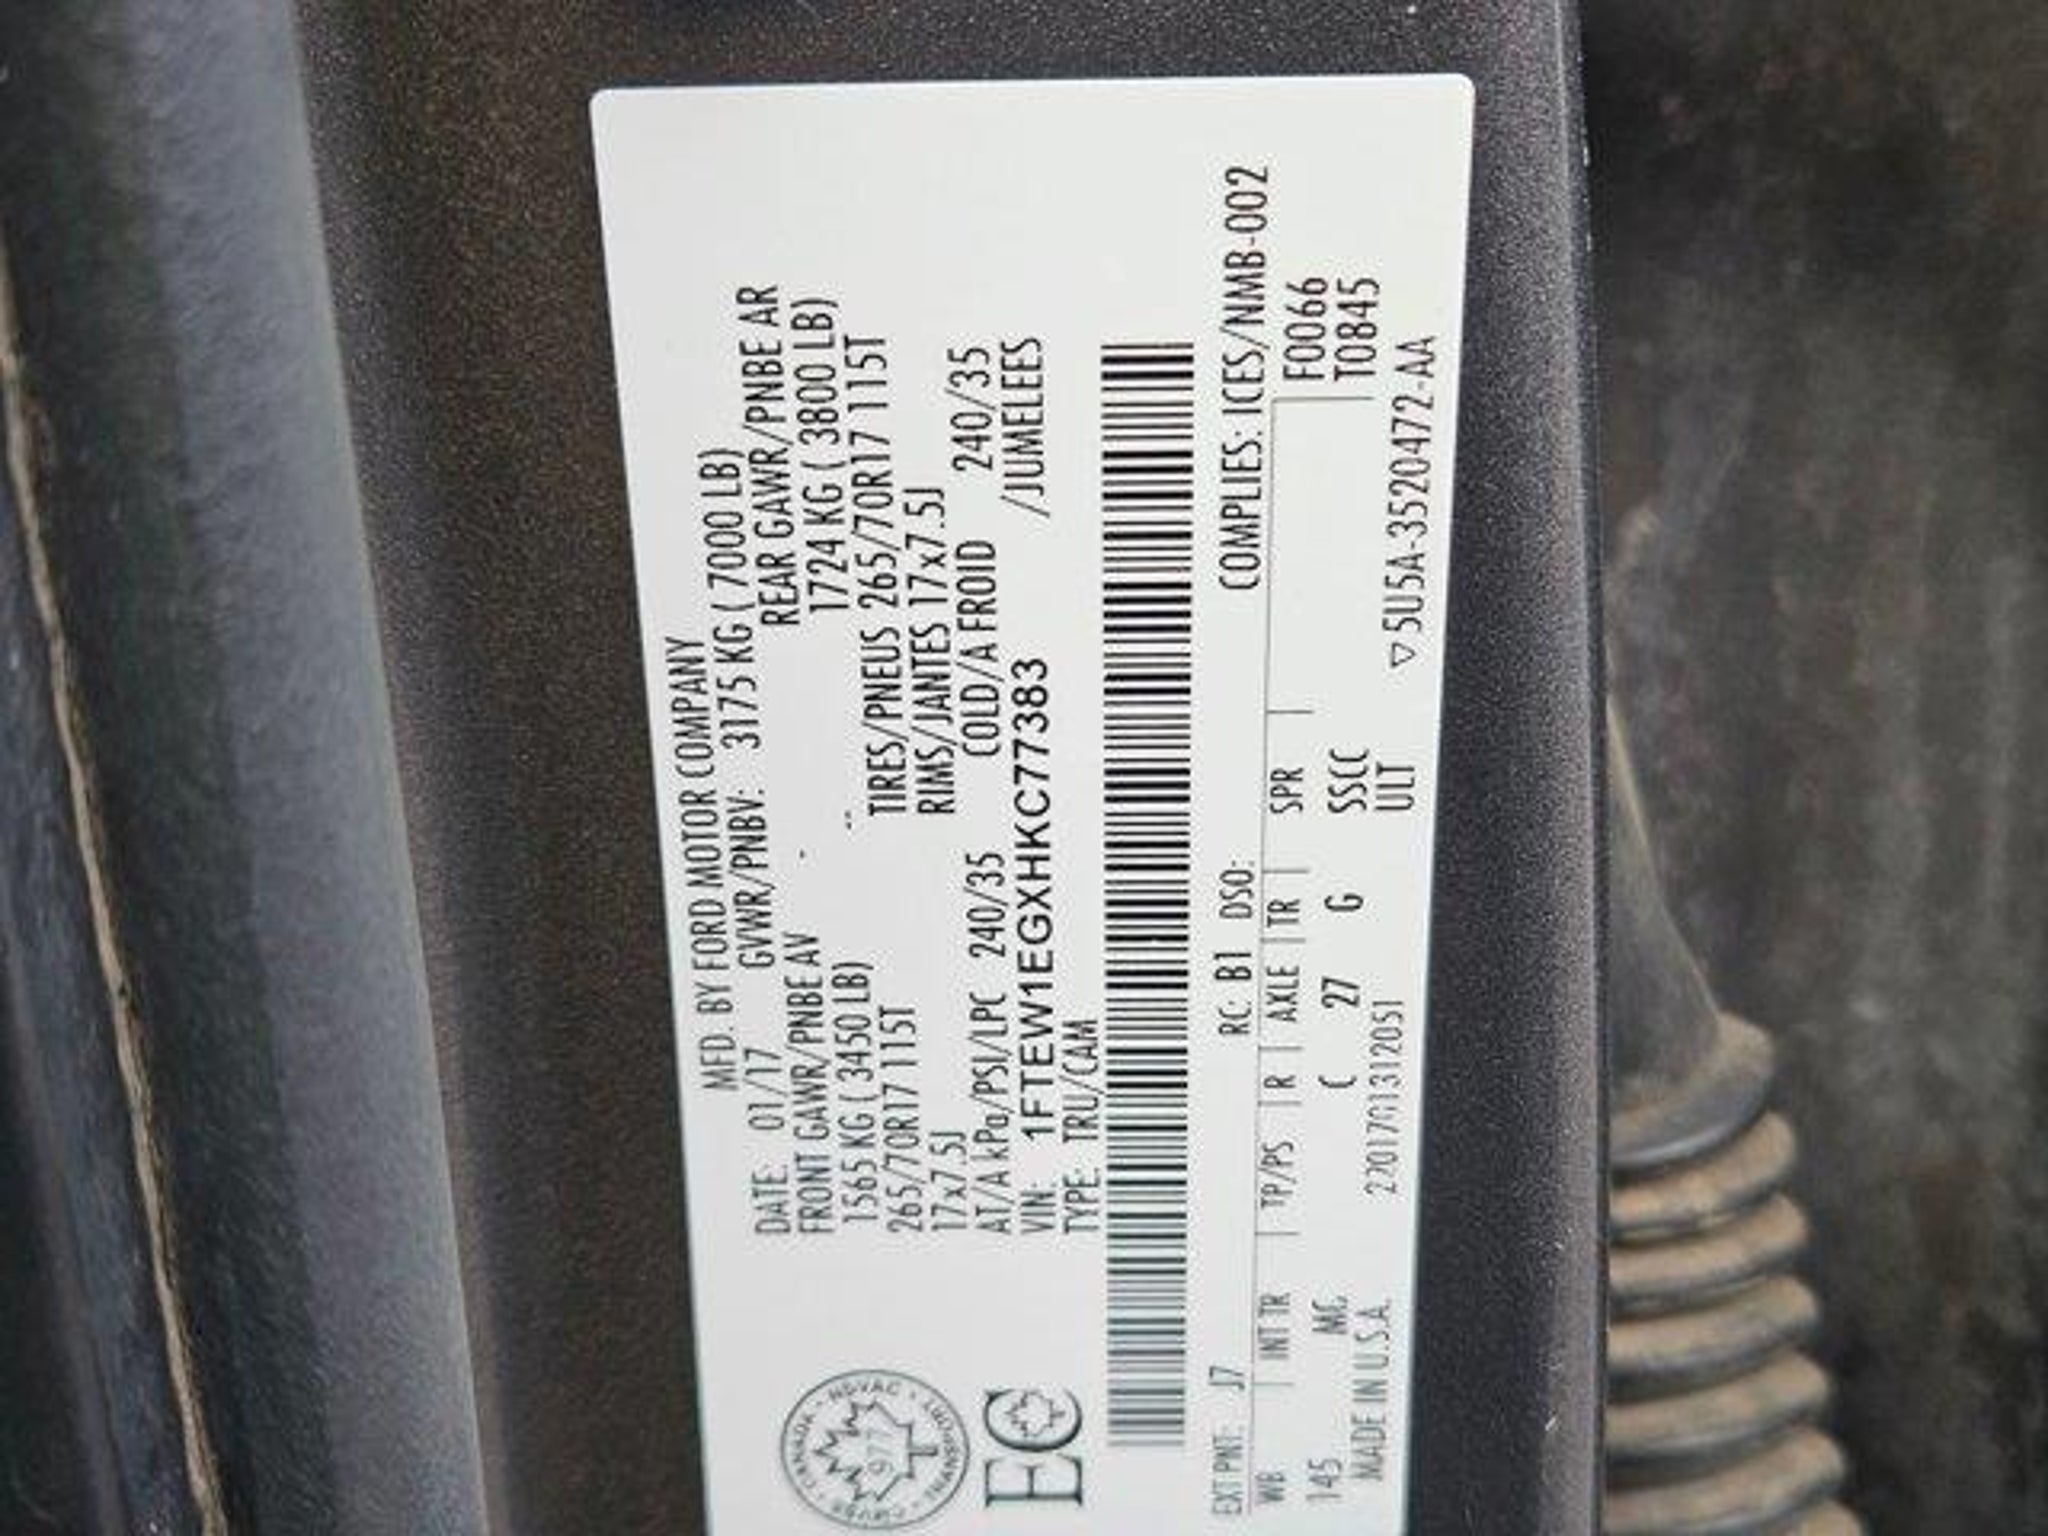 MFD. BY FORD MOTOR COMPANY
DATE: 01/17 GVWR/PNBV: 3175 KG ( 7000 LB)
FRONT GAWR/PNBE AV REAR GAWR/PNBE AR
1565 KG ( 3450 LB) 1724 KG ( 3800 LB)
265/70R17 115T TIRES/PNEUS 265/70R17 115T
17x7.5J RIMS/JANTES 17x7.5J
AT/A kPa/PSI/LPC 240/35 COLD/A FROID 240/35
VIN: 1FTEW1EGXHKC77383 /JUMELEES
TYPE: TRU/CAM
CANADA
NSVAC
977
EC
COMPLIES: ICES/NMB-002
EXT PNT: J7 RC: B1 DSO:
F0066
T0845
WB INT TR TP/PS R AXLE TR SPR
145 MG C 27 G SSCC
ULT
MADE IN U.S.A. 220170131205 ▽5U5A-3520472-AA